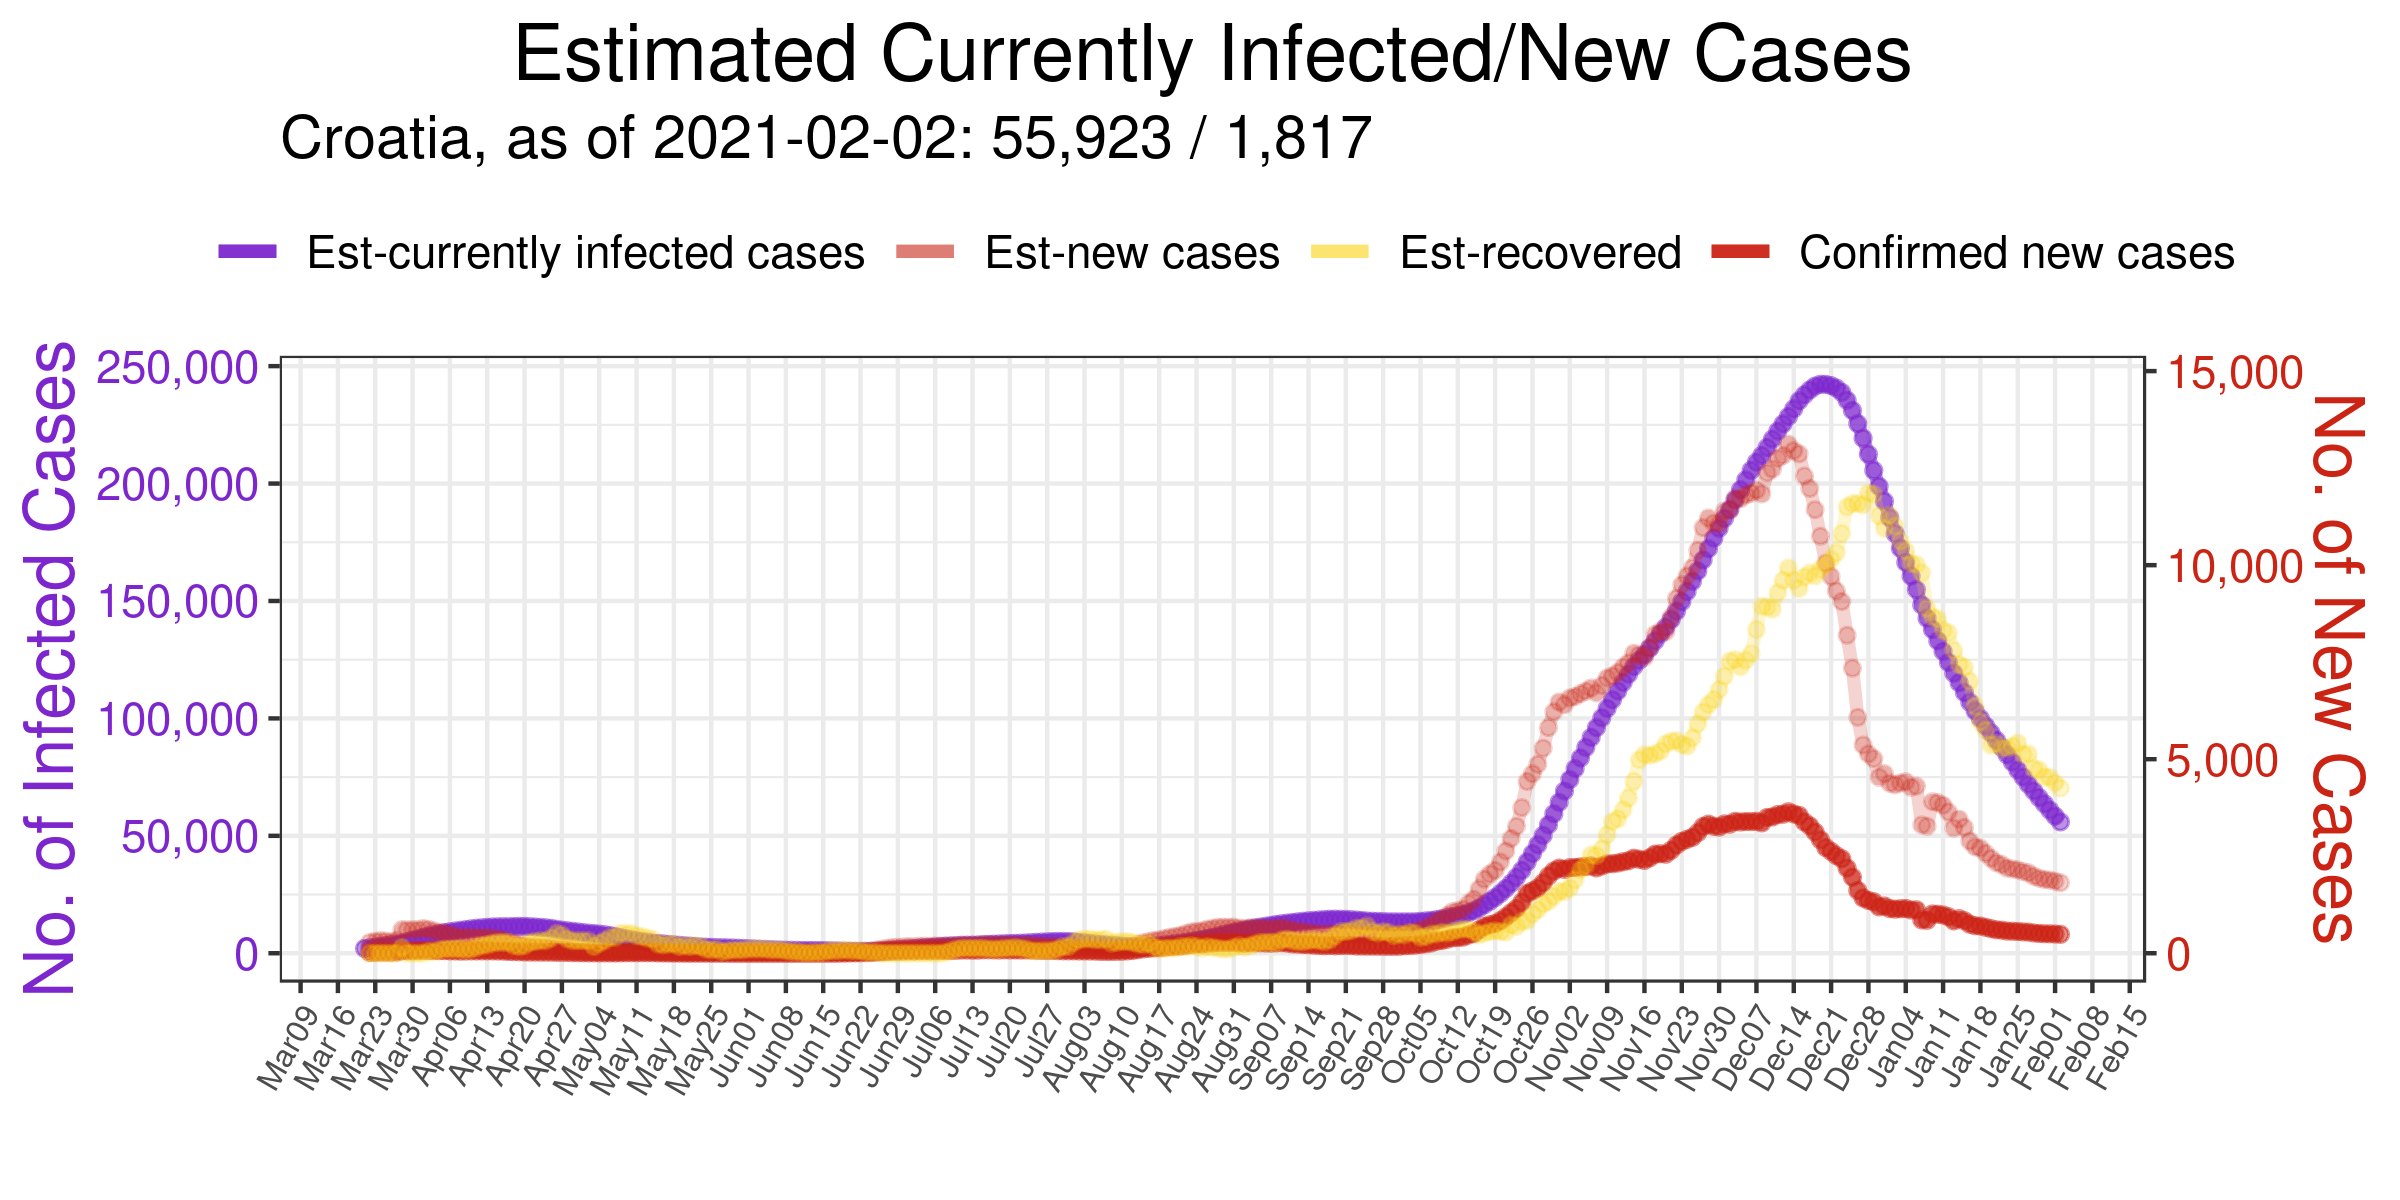 Estimated Currently Infected/New Cases
Croatia, as of 2021-02-02: 55,923 / 1,817
Est-currently infected cases Est-new cases Est-recovered Confirmed new cases
No. of Infected Cases
250,000
200,000
150,000
100,000
50,000
0
15,000
10,000
5,000
0
No. of New Cases
Mar09 Mar16 Mar23 Mar30 Apr06 Apr13 Apr20 Apr27 May04 May11 May18 May25 Jun01 Jun08 Jun15 Jun22 Jun29 Jul06 Jul13 Jul20 Jul27 Aug03 Aug10 Aug17 Aug24 Aug31 Sep07 Sep14 Sep21 Sep28 Oct05 Oct12 Oct19 Oct26 Nov02 Nov09 Nov16 Nov23 Nov30 Dec07 Dec14 Dec21 Dec28 Jan04 Jan11 Jan18 Jan25 Feb01 Feb08 Feb15